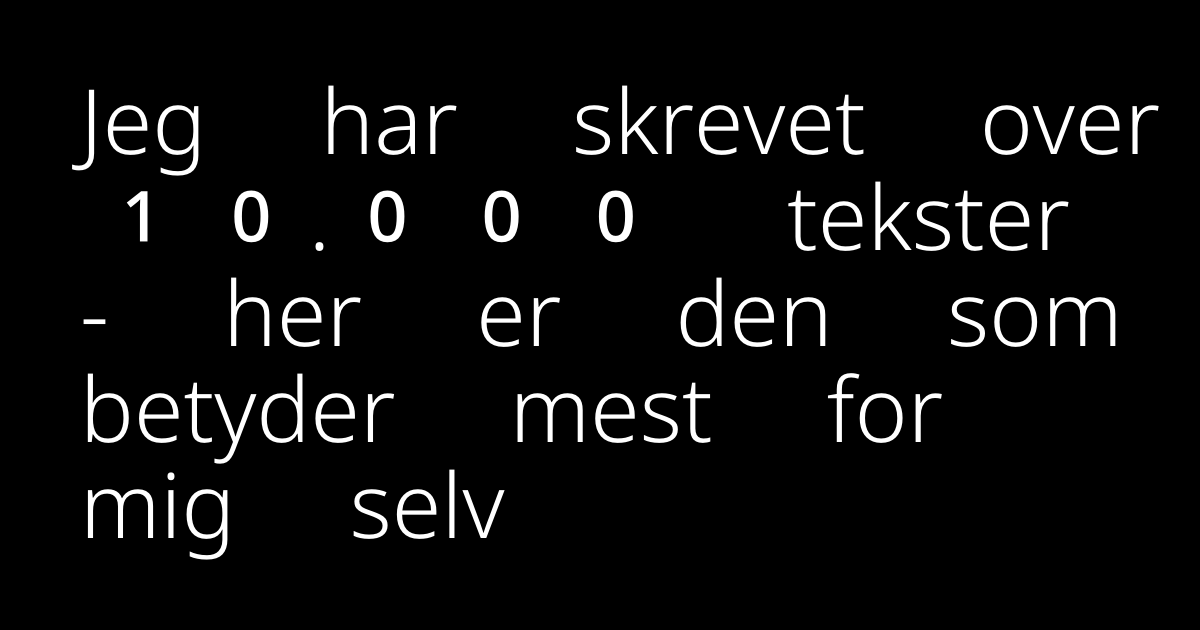 Jeg har skrevet over
10.000 tekster
- her er den som
betyder mest for
mig selv